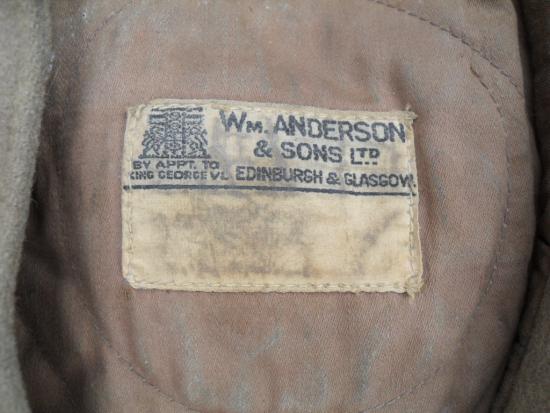 Wm. ANDERSON
& SONS LTD
BY APPT. TO
KING GEORGE VI. EDINBURGH & GLASGOW.